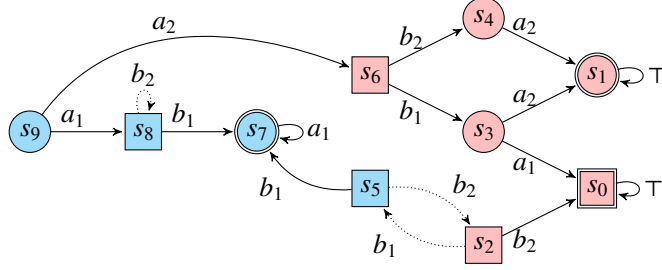 a₂
b₂
s₄
a₂
s₆
s₁
⊤
b₂
b₁
a₂
s₉
a₁
s₈
b₁
s₇
a₁
s₃
a₁
b₁
s₅
b₂
s₀
⊤
b₁
s₂
b₂